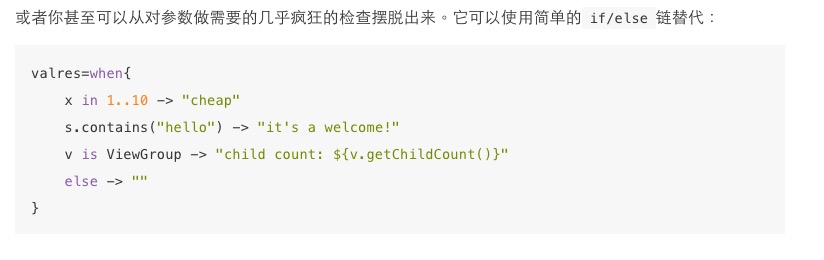 或者你甚至可以从对参数做需要的几乎疯狂的检查摆脱出来。它可以使用简单的 if/else 链替代：
valres=when{
    x in 1..10 -> "cheap"
    s.contains("hello") -> "it's a welcome!"
    v is ViewGroup -> "child count: ${v.getChildCount()}"
    else -> ""
}